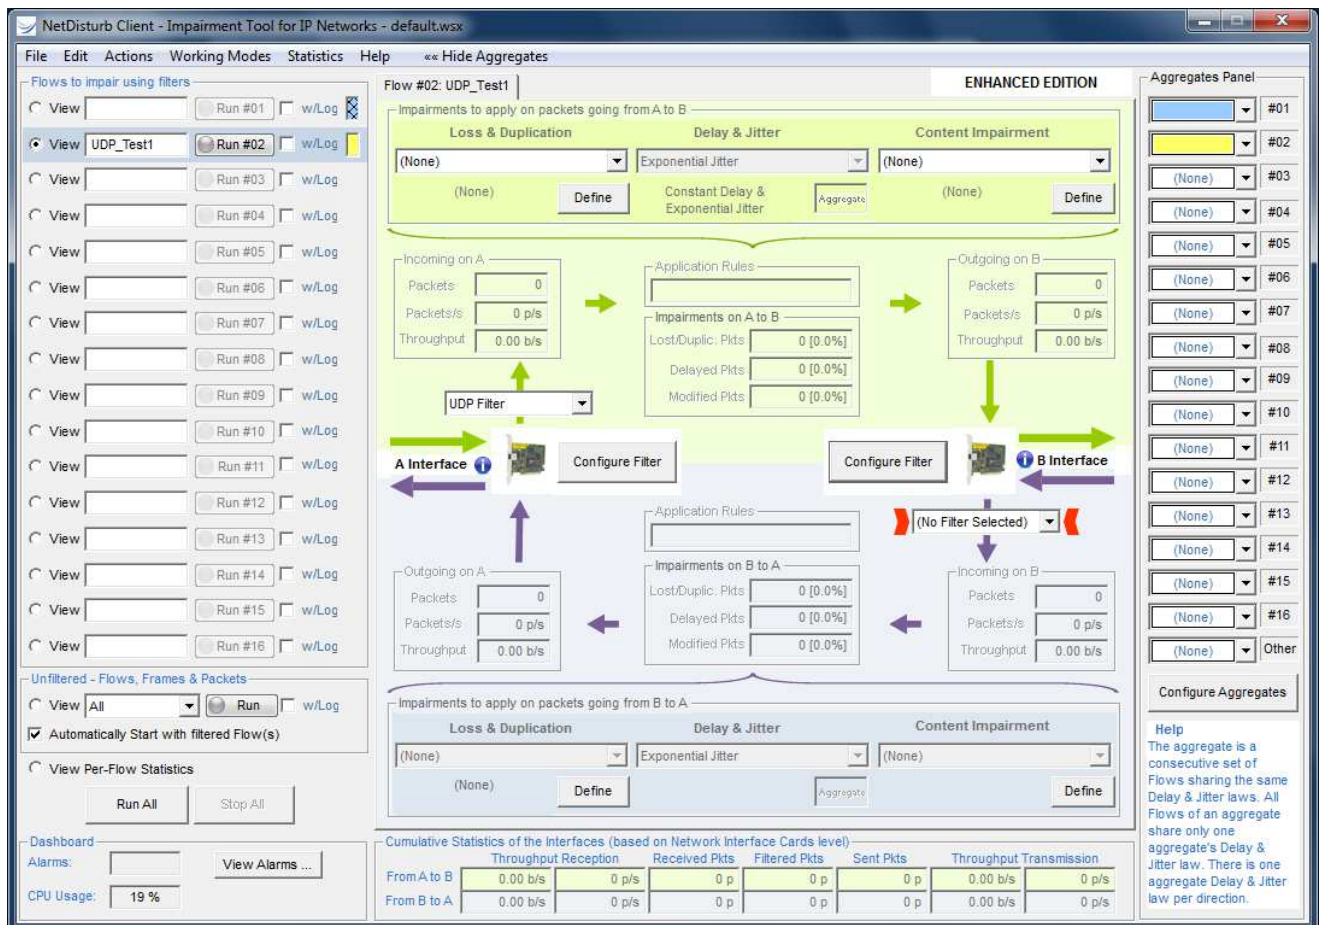 NetDisturb Client - Impairment Tool for IP Networks - default.wsx
File Edit Actions Working Modes Statistics Help «« Hide Aggregates
Flows to impair using filters
View Run #01 w/Log
View UDP_Test1 Run #02 w/Log
View Run #03 w/Log
View Run #04 w/Log
View Run #05 w/Log
View Run #06 w/Log
View Run #07 w/Log
View Run #08 w/Log
View Run #09 w/Log
View Run #10 w/Log
View Run #11 w/Log
View Run #12 w/Log
View Run #13 w/Log
View Run #14 w/Log
View Run #15 w/Log
View Run #16 w/Log
Unfiltered - Flows, Frames & Packets
View All Run w/Log
Automatically Start with filtered Flow(s)
View Per-Flow Statistics
Run All Stop All
Dashboard
Alarms: View Alarms ...
CPU Usage: 19 %
Flow #02: UDP_Test1 ENHANCED EDITION
Impairments to apply on packets going from A to B
Loss & Duplication Delay & Jitter Content Impairment
(None) Exponential Jitter (None)
(None) Define Constant Delay & Exponential Jitter Aggregate (None) Define
Incoming on A
Packets 0
Packets/s 0 p/s
Throughput 0.00 b/s
Application Rules
Impairments on A to B
Lost/Duplic. Pkts 0 [0.0%]
Delayed Pkts 0 [0.0%]
Modified Pkts 0 [0.0%]
Outgoing on B
Packets 0
Packets/s 0 p/s
Throughput 0.00 b/s
UDP Filter
A Interface Configure Filter Configure Filter B Interface
(No Filter Selected)
Outgoing on A
Packets 0
Packets/s 0 p/s
Throughput 0.00 b/s
Application Rules
Impairments on B to A
Lost/Duplic. Pkts 0 [0.0%]
Delayed Pkts 0 [0.0%]
Modified Pkts 0 [0.0%]
Incoming on B
Packets 0
Packets/s 0 p/s
Throughput 0.00 b/s
Impairments to apply on packets going from B to A
Loss & Duplication Delay & Jitter Content Impairment
(None) Exponential Jitter (None)
(None) Define Aggregate Define
Cumulative Statistics of the Interfaces (based on Network Interface Cards level)
Throughput Reception Received Pkts Filtered Pkts Sent Pkts Throughput Transmission
From A to B 0.00 b/s 0 p/s 0 p 0 p 0 p 0.00 b/s 0 p/s
From B to A 0.00 b/s 0 p/s 0 p 0 p 0 p 0.00 b/s 0 p/s
Aggregates Panel
#01
#02
(None) #03
(None) #04
(None) #05
(None) #06
(None) #07
(None) #08
(None) #09
(None) #10
(None) #11
(None) #12
(None) #13
(None) #14
(None) #15
(None) #16
(None) Other
Configure Aggregates
Help
The aggregate is a
consecutive set of
Flows sharing the same
Delay & Jitter laws. All
Flows of an aggregate
share only one
aggregate's Delay &
Jitter law. There is one
aggregate Delay & Jitter
law per direction.